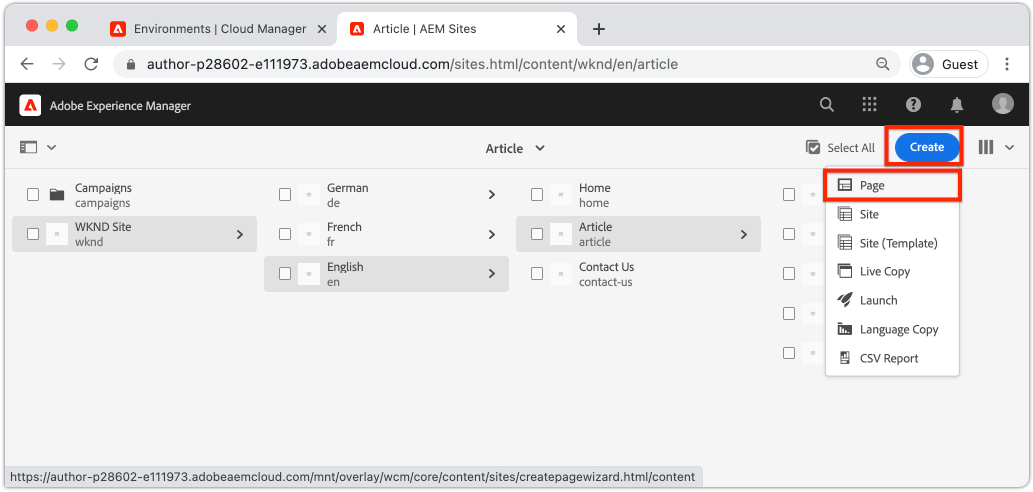 Environments | Cloud Manager
Article | AEM Sites
author-p28602-e111973.adobeaemcloud.com/sites.html/content/wknd/en/article
Guest
Adobe Experience Manager
Article
Select All
Create
Campaigns
campaigns
WKND Site
wknd
German
de
French
fr
English
en
Home
home
Article
article
Contact Us
contact-us
Page
Site
Site (Template)
Live Copy
Launch
Language Copy
CSV Report
https://author-p28602-e111973.adobeaemcloud.com/mnt/overlay/wcm/core/content/sites/createpagewizard.html/content